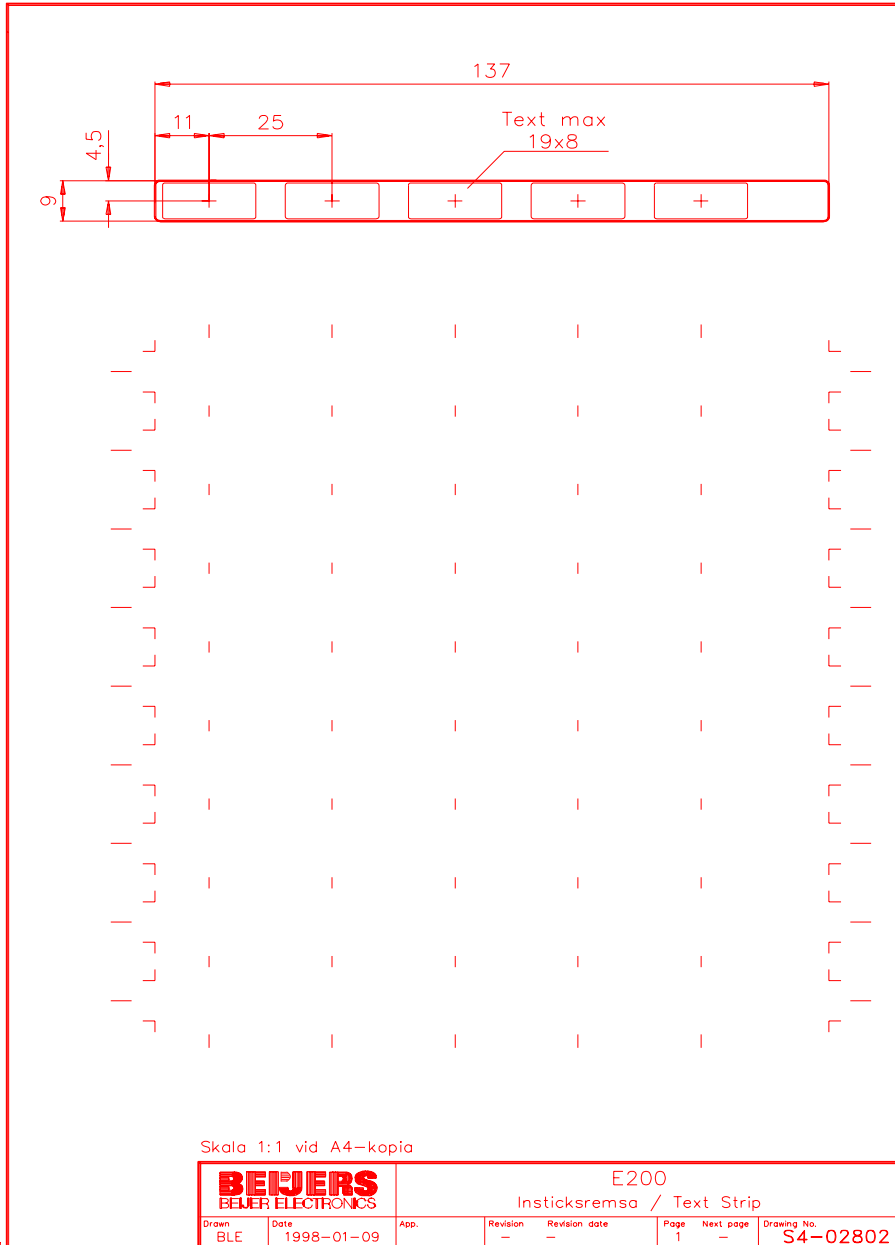 137
11
25
Text max
19x8
4,5
9
Skala 1:1 vid A4-kopia
BEIJERS
BEIJER ELECTRONICS
E200
Insticksremsa / Text Strip
Drawn
BLE
Date
1998-01-09
App.
Revision
-
Revision date
-
Page
1
Next page
-
Drawing No.
S4-02802